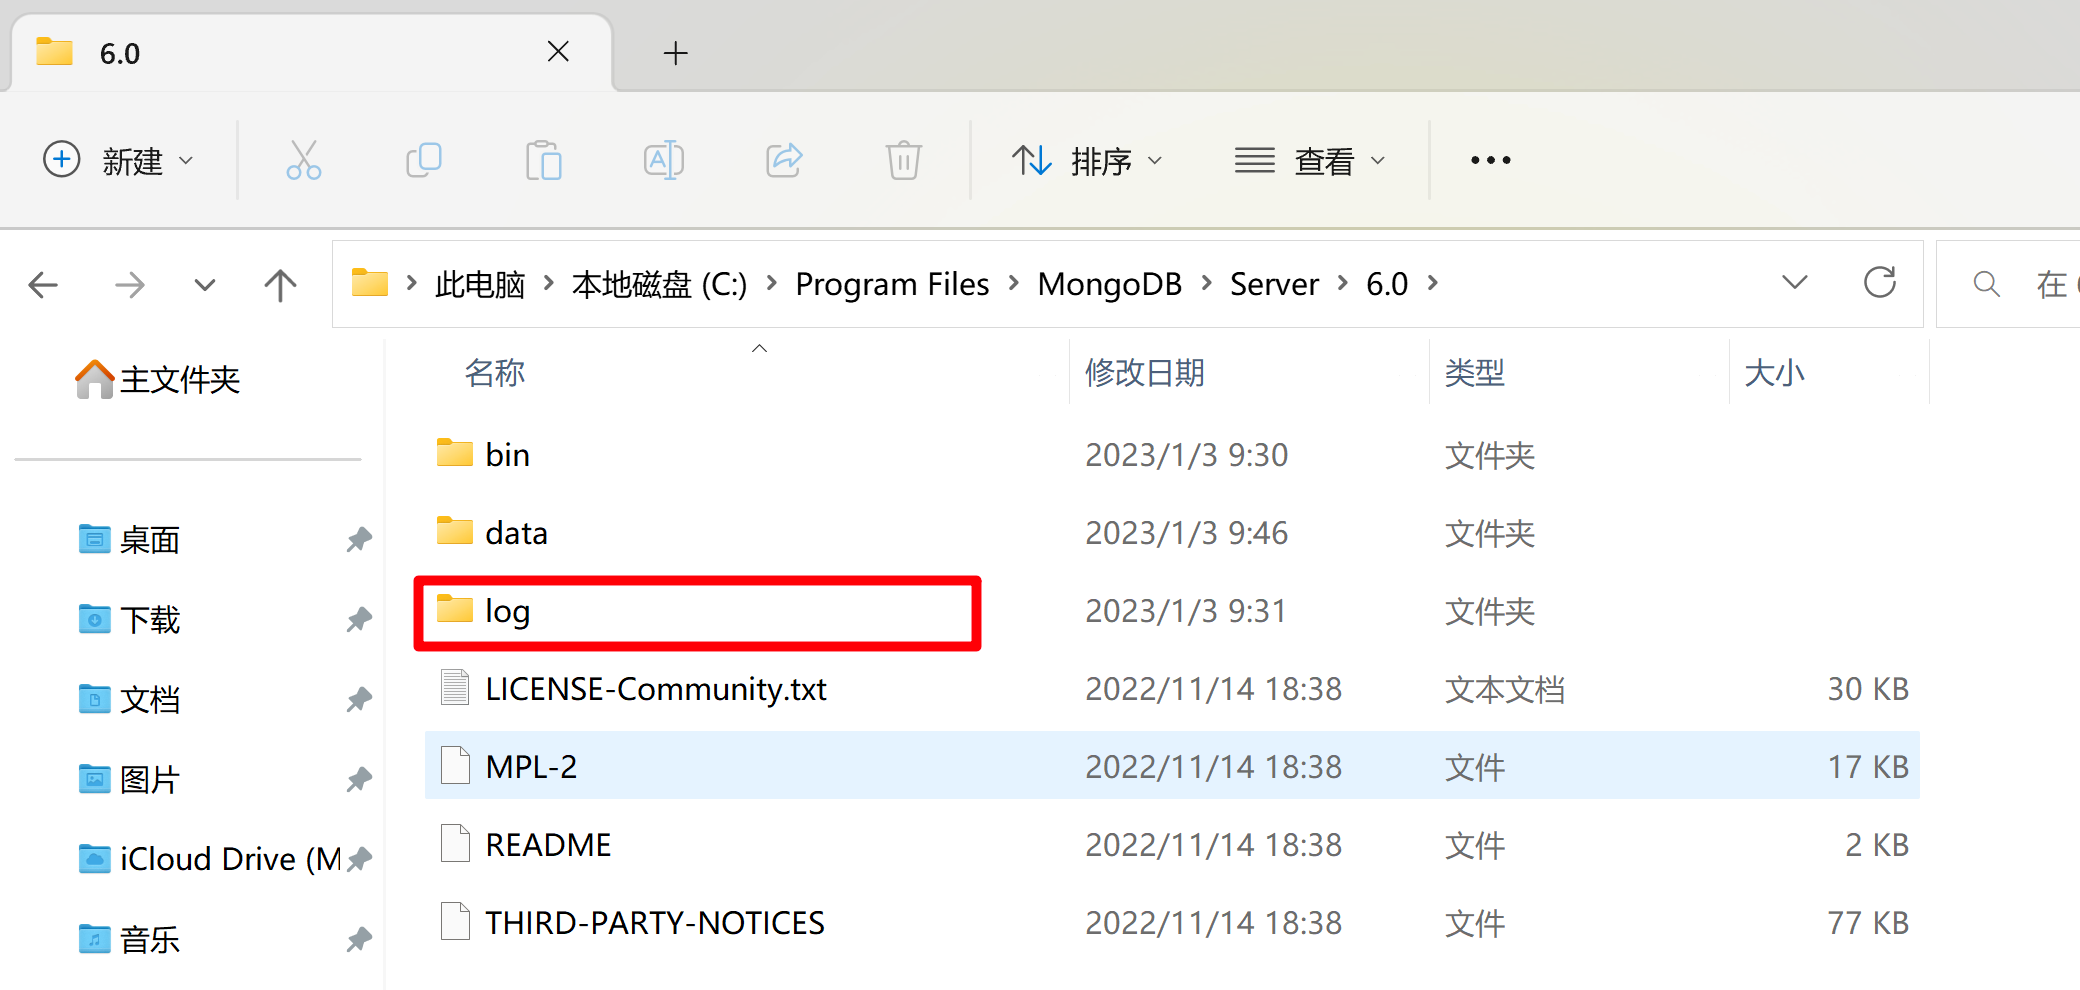 6.0
新建
排序
查看
此电脑 本地磁盘 (C:) Program Files MongoDB Server 6.0
在
主文件夹
桌面
下载
文档
图片
iCloud Drive (M
音乐
名称 修改日期 类型 大小
bin 2023/1/3 9:30 文件夹
data 2023/1/3 9:46 文件夹
log 2023/1/3 9:31 文件夹
LICENSE-Community.txt 2022/11/14 18:38 文本文档 30 KB
MPL-2 2022/11/14 18:38 文件 17 KB
README 2022/11/14 18:38 文件 2 KB
THIRD-PARTY-NOTICES 2022/11/14 18:38 文件 77 KB